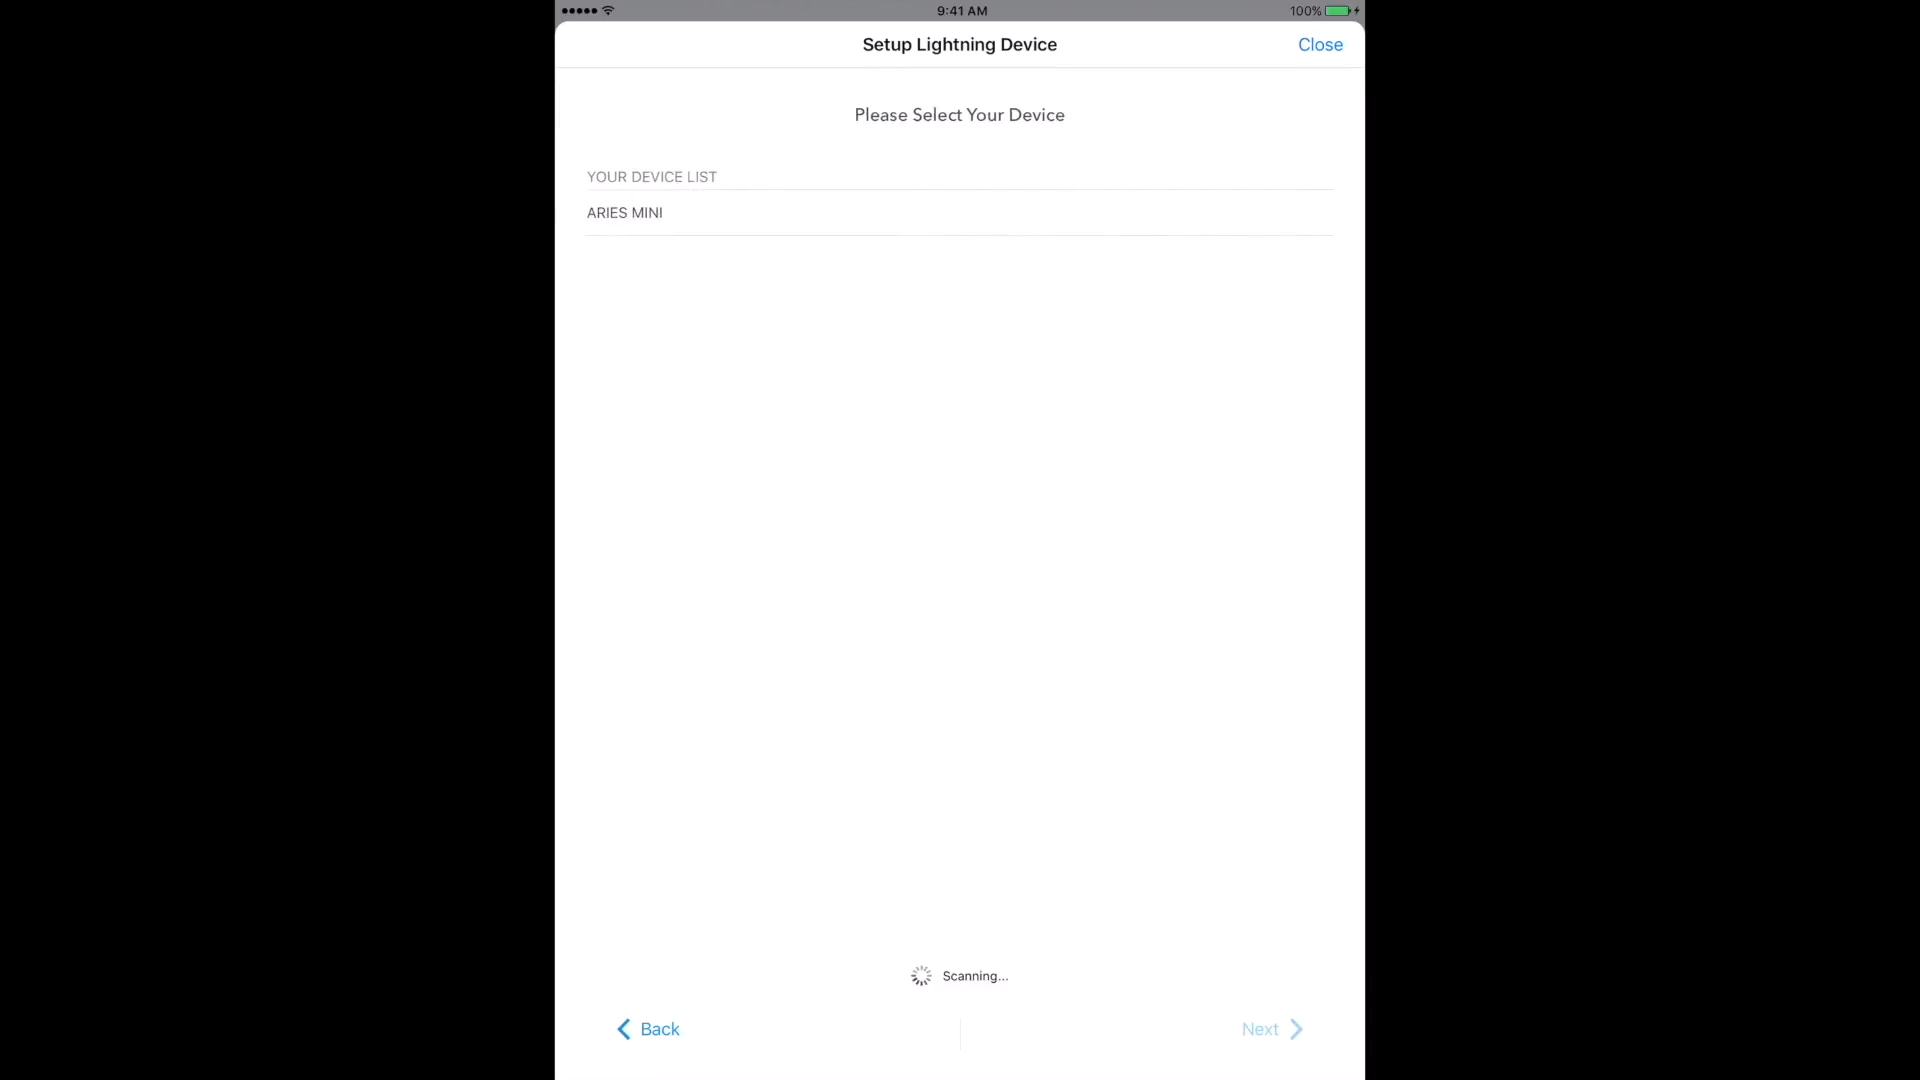 9:41 AM
100%
Setup Lightning Device
Close
Please Select Your Device
YOUR DEVICE LIST
ARIES MINI
Scanning...
Back
Next